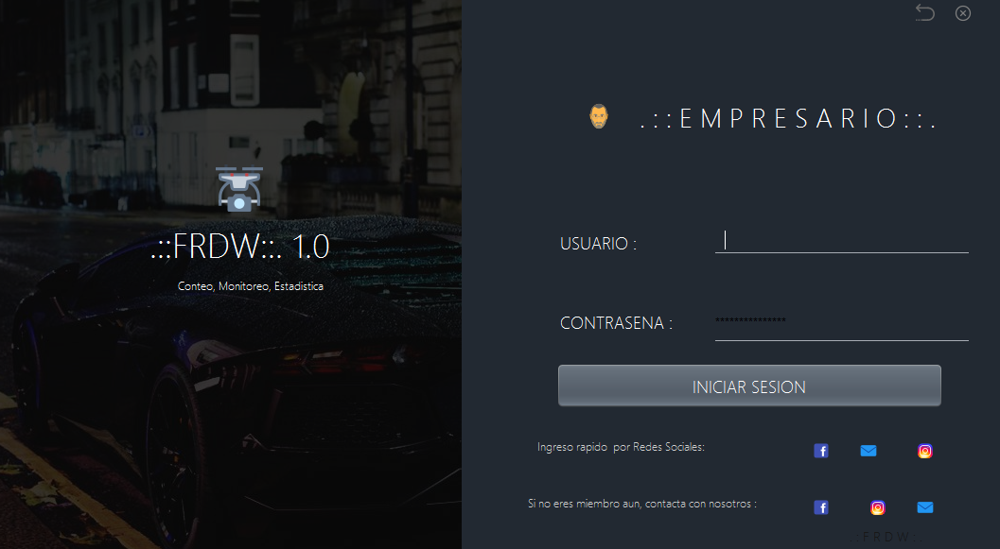 .::EMPRESARIO::.
.::FRDW::. 1.0
Conteo, Monitoreo, Estadistica
USUARIO :
CONTRASENA :
***************
INICIAR SESION
Ingreso rapido por Redes Sociales:
Si no eres miembro aun, contacta con nosotros :
FRDW